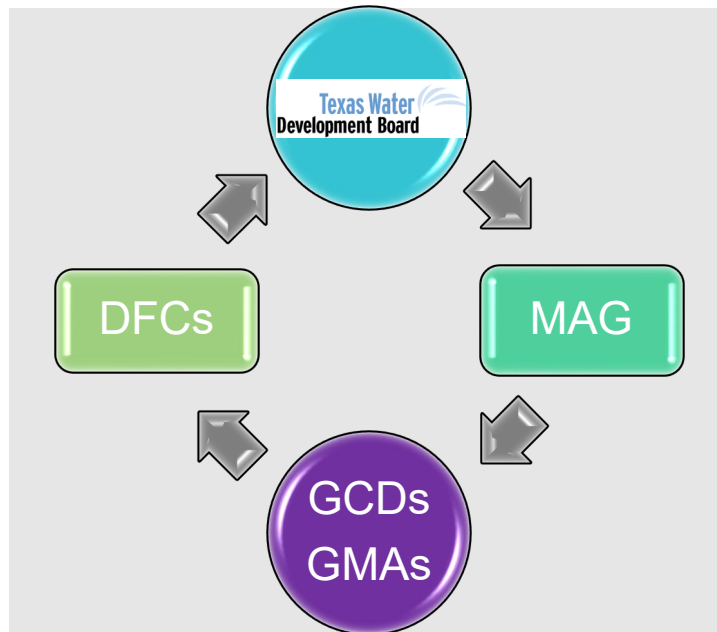 Texas Water
Development Board
DFCs
MAG
GCDs
GMAs